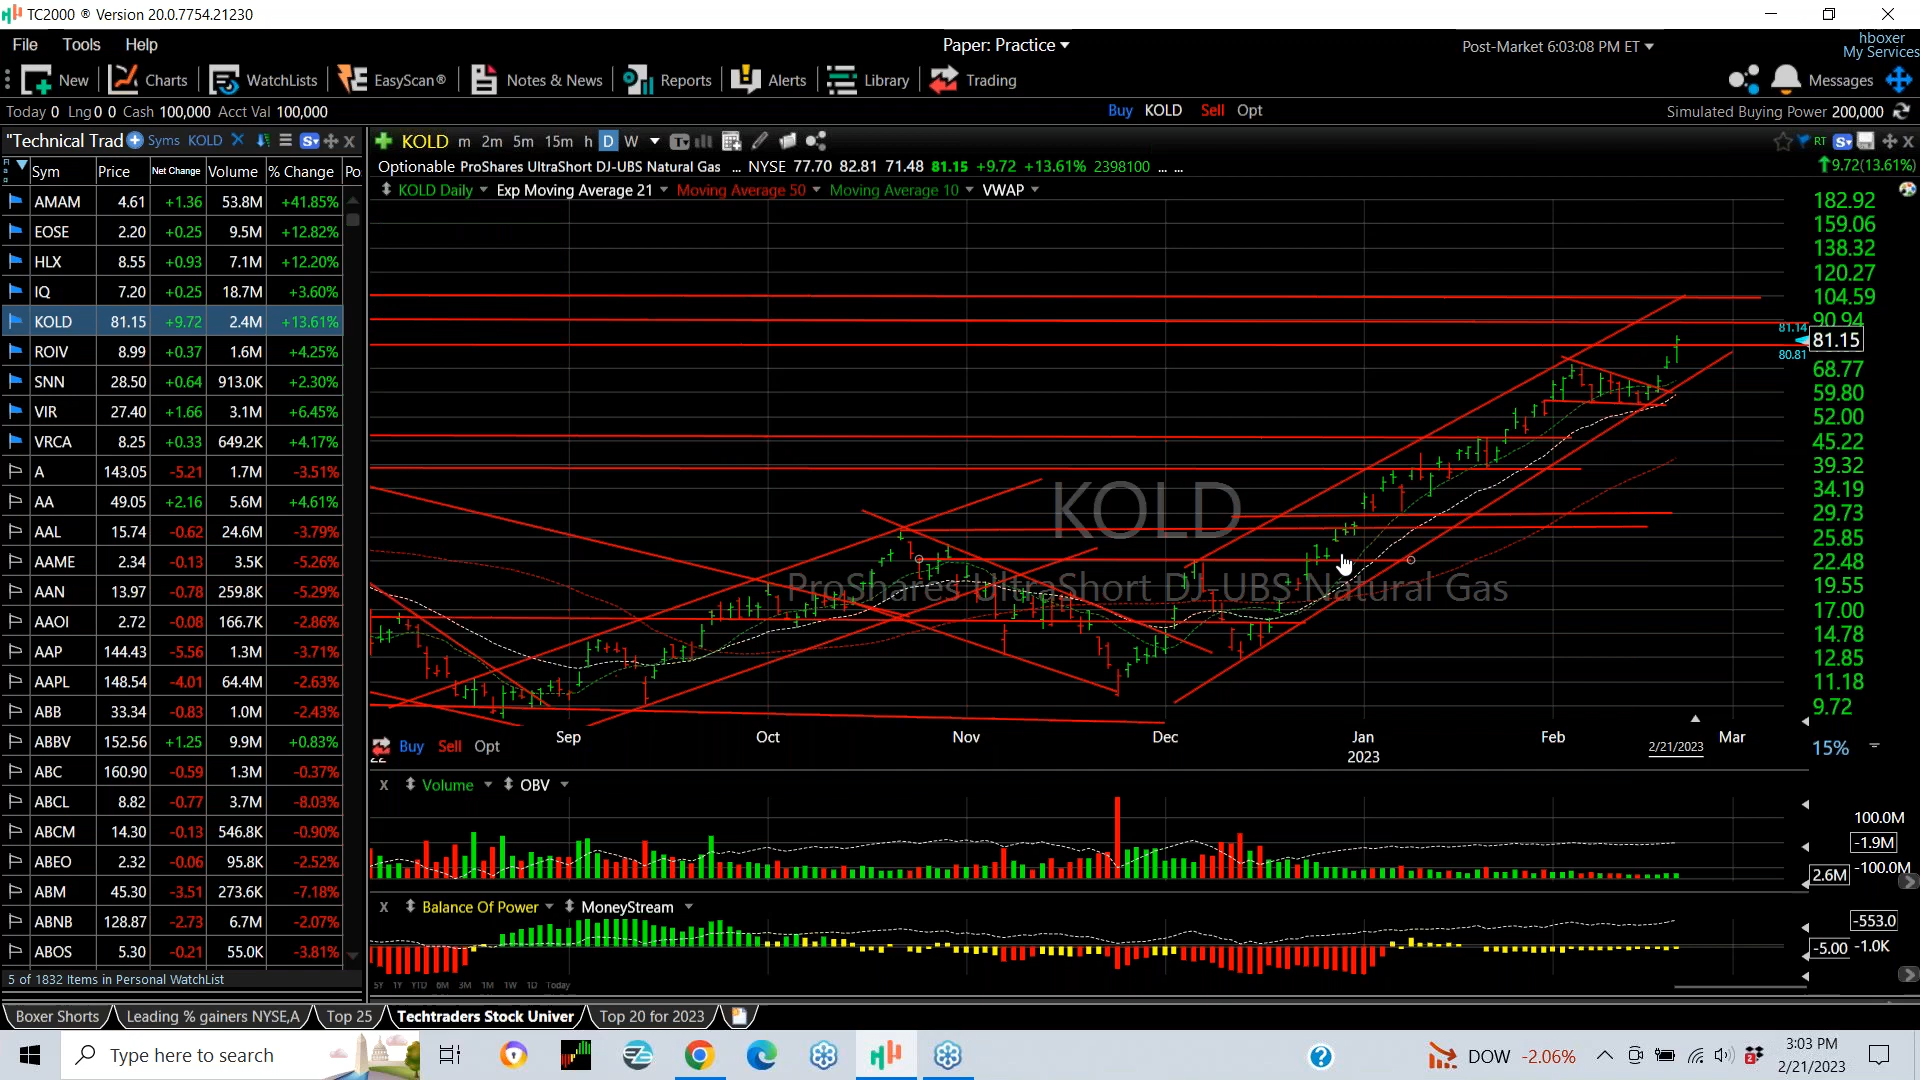 TC2000 ® Version 20.0.7754.21230
File Tools Help Paper: Practice Post-Market 6:03:08 PM ET hboxer
My Services
New Charts WatchLists EasyScan® Notes & News Reports Alerts Library Trading Messages
Today 0 Lng 0 0 Cash 100,000 Acct Val 100,000 Buy KOLD Sell Opt Simulated Buying Power 200,000
"Technical Trad Syms KOLD
KOLD m 2m 5m 15m h D W RT
Optionable ProShares UltraShort DJ-UBS Natural Gas ... NYSE 77.70 82.81 71.48 81.15 +9.72 +13.61% 2398100 ... ... 9.72(13.61%)
KOLD Daily Exp Moving Average 21 Moving Average 50 Moving Average 10 VWAP
Sym Price Net Change Volume % Change Po
AMAM 4.61 +1.36 53.8M +41.85%
EOSE 2.20 +0.25 9.5M +12.82%
HLX 8.55 +0.93 7.1M +12.20%
IQ 7.20 +0.25 18.7M +3.60%
KOLD 81.15 +9.72 2.4M +13.61%
ROIV 8.99 +0.37 1.6M +4.25%
SNN 28.50 +0.64 913.0K +2.30%
VIR 27.40 +1.66 3.1M +6.45%
VRCA 8.25 +0.33 649.2K +4.17%
A 143.05 -5.21 1.7M -3.51%
AA 49.05 +2.16 5.6M +4.61%
AAL 15.74 -0.62 24.6M -3.79%
AAME 2.34 -0.13 3.5K -5.26%
AAN 13.97 -0.78 259.8K -5.29%
AAOI 2.72 -0.08 166.7K -2.86%
AAP 144.43 -5.56 1.3M -3.71%
AAPL 148.54 -4.01 64.4M -2.63%
ABB 33.34 -0.83 1.0M -2.43%
ABBV 152.56 +1.25 9.9M +0.83%
ABC 160.90 -0.59 1.3M -0.37%
ABCL 8.82 -0.77 3.7M -8.03%
ABCM 14.30 -0.13 546.8K -0.90%
ABEO 2.32 -0.06 95.8K -2.52%
ABM 45.30 -3.51 273.6K -7.18%
ABNB 128.87 -2.73 6.7M -2.07%
ABOS 5.30 -0.21 55.0K -3.81%
5 of 1832 Items in Personal WatchList
KOLD
ProShares UltraShort DJ-UBS Natural Gas
182.92
159.06
138.32
120.27
104.59
90.94
81.14
81.15
80.81
68.77
59.80
52.00
45.22
39.32
34.19
29.73
25.85
22.48
19.55
17.00
14.78
12.85
11.18
9.72
15%
Buy Sell Opt
22 Sep Oct Nov Dec Jan Feb Mar
2023 2/21/2023
X Volume OBV
100.0M
-1.9M
-100.0M
2.6M
X Balance Of Power MoneyStream
-553.0
-5.00 -1.0K
5Y 1Y YTD 6M 3M 1M 1W 1D Today
Boxer Shorts Leading % gainers NYSE,A Top 25 Techtraders Stock Univer Top 20 for 2023
Type here to search DOW -2.06% 2 3:03 PM
2/21/2023